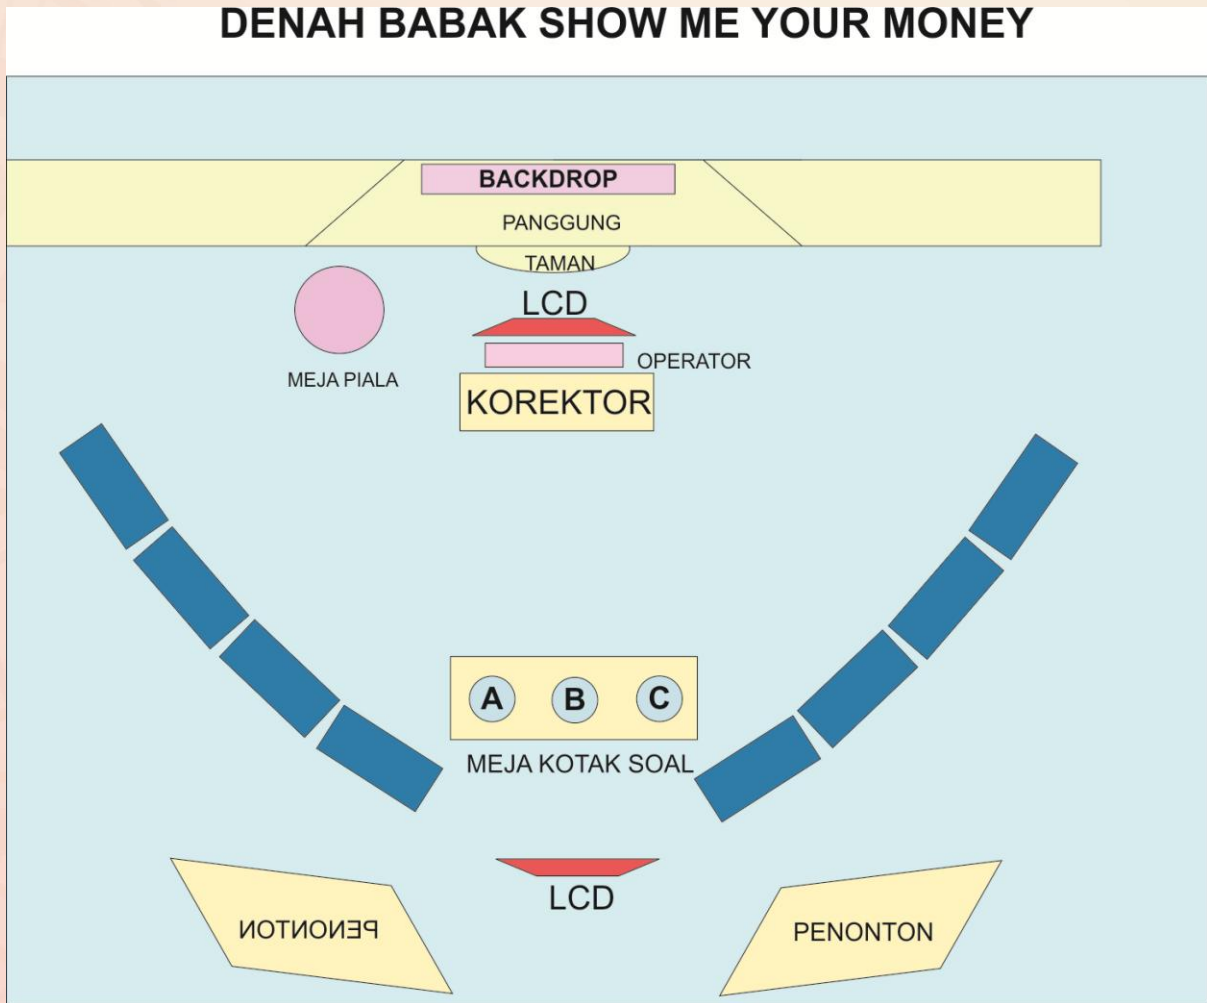 DENAH BABAK SHOW ME YOUR MONEY
BACKDROP
PANGGUNG
TAMAN
LCD
OPERATOR
MEJA PIALA
KOREKTOR
A B C
MEJA KOTAK SOAL
LCD
PENONTON
PENONTON